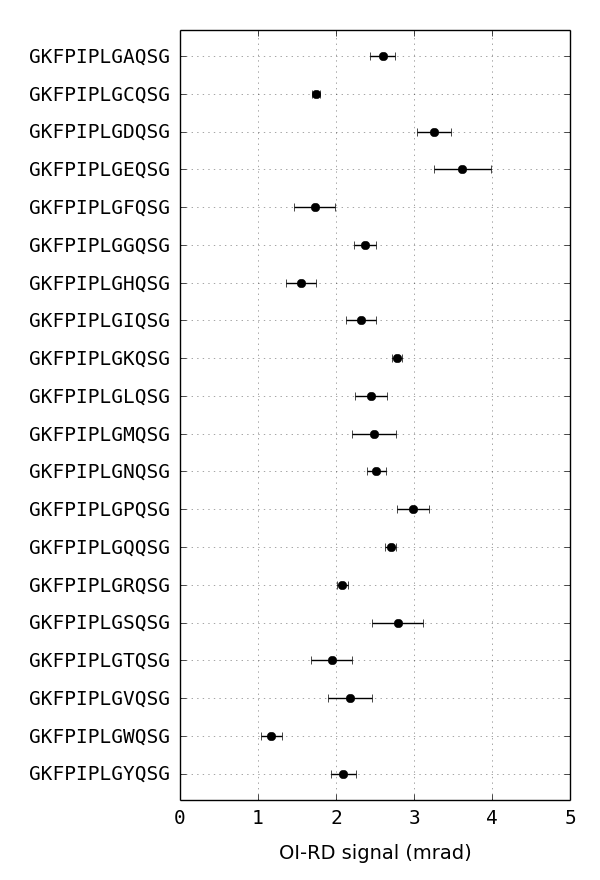 GKFPIPLGAQSG
GKFPIPLGCQSG
GKFPIPLGDQSG
GKFPIPLGEQSG
GKFPIPLGFQSG
GKFPIPLGGQSG
GKFPIPLGHQSG
GKFPIPLGIQSG
GKFPIPLGKQSG
GKFPIPLGLQSG
GKFPIPLGMQSG
GKFPIPLGNQSG
GKFPIPLGPQSG
GKFPIPLGQQSG
GKFPIPLGRQSG
GKFPIPLGSQSG
GKFPIPLGTQSG
GKFPIPLGVQSG
GKFPIPLGWQSG
GKFPIPLGYQSG
0 1 2 3 4 5
OI-RD signal (mrad)